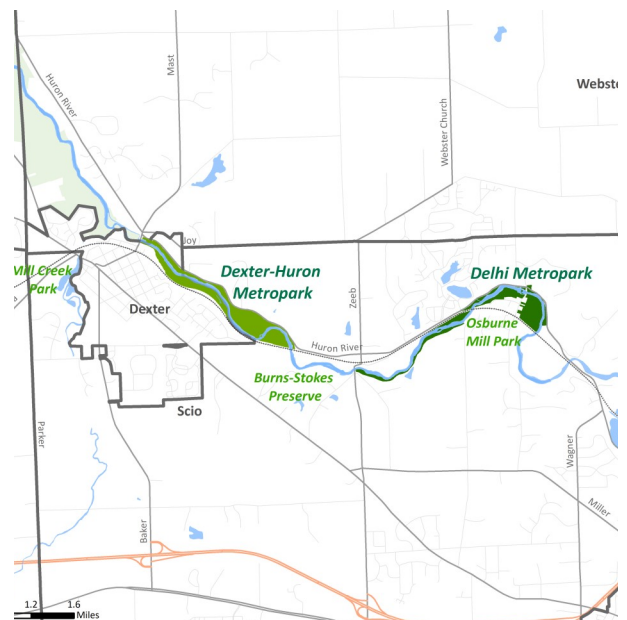 Huron River
Mast
Webster Church
Webste
Joy
Mill Creek
Park
Dexter-Huron
Metropark
Delhi Metropark
Zeeb
Dexter
Osburne
Mill Park
Huron River
Burns-Stokes
Preserve
Scio
Parker
Wagner
Baker
Miller
1.2 1.6
Miles